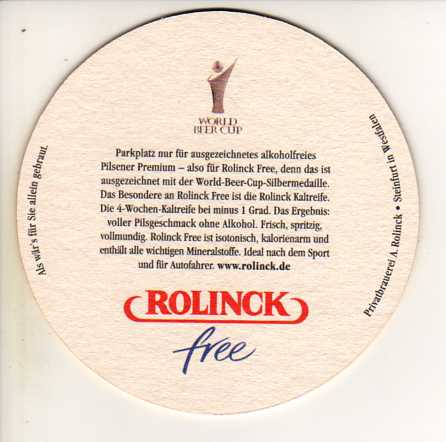 WORLD
BEER CUP
Parkplatz nur für ausgezeichnetes alkoholfreies
Pilsener Premium – also für Rolinck Free, denn das ist
ausgezeichnet mit der World-Beer-Cup-Silbermedaille.
Das Besondere an Rolinck Free ist die Rolinck Kaltreife.
Die 4-Wochen-Kaltreife bei minus 1 Grad. Das Ergebnis:
voller Pilsgeschmack ohne Alkohol. Frisch, spritzig,
vollmundig. Rolinck Free ist isotonisch, kalorienarm und
enthält alle wichtigen Mineralstoffe. Ideal nach dem Sport
und für Autofahrer. www.rolinck.de
ROLINCK
free
Als wär's für Sie allein gebraut.
Privatbrauerei A. Rolinck • Steinfurt in Westfalen